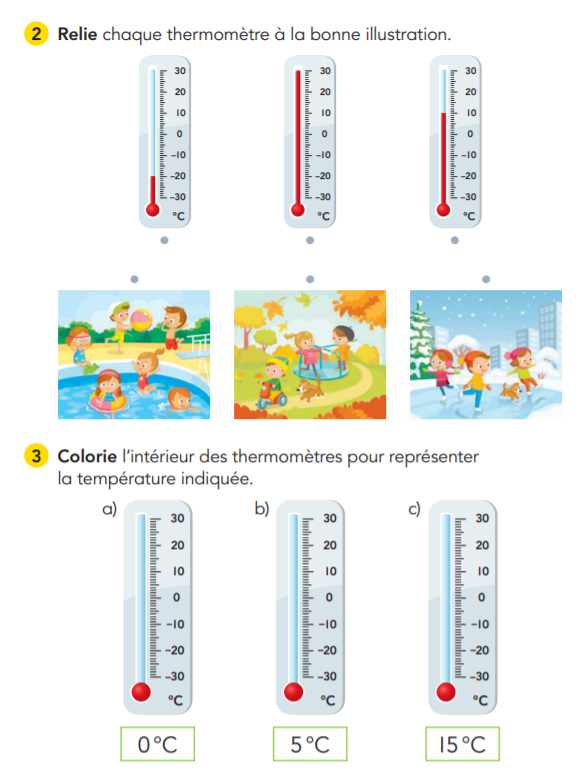 2 Relie chaque thermomètre à la bonne illustration.
30 30 30
20 20 20
10 10 10
0 0 0
-10 -10 -10
-20 -20 -20
-30 -30 -30
°C °C °C
3 Colorie l'intérieur des thermomètres pour représenter
la température indiquée.
a) b) c)
30 30 30
20 20 20
10 10 10
0 0 0
-10 -10 -10
-20 -20 -20
-30 -30 -30
°C °C °C
0 °C 5 °C 15 °C